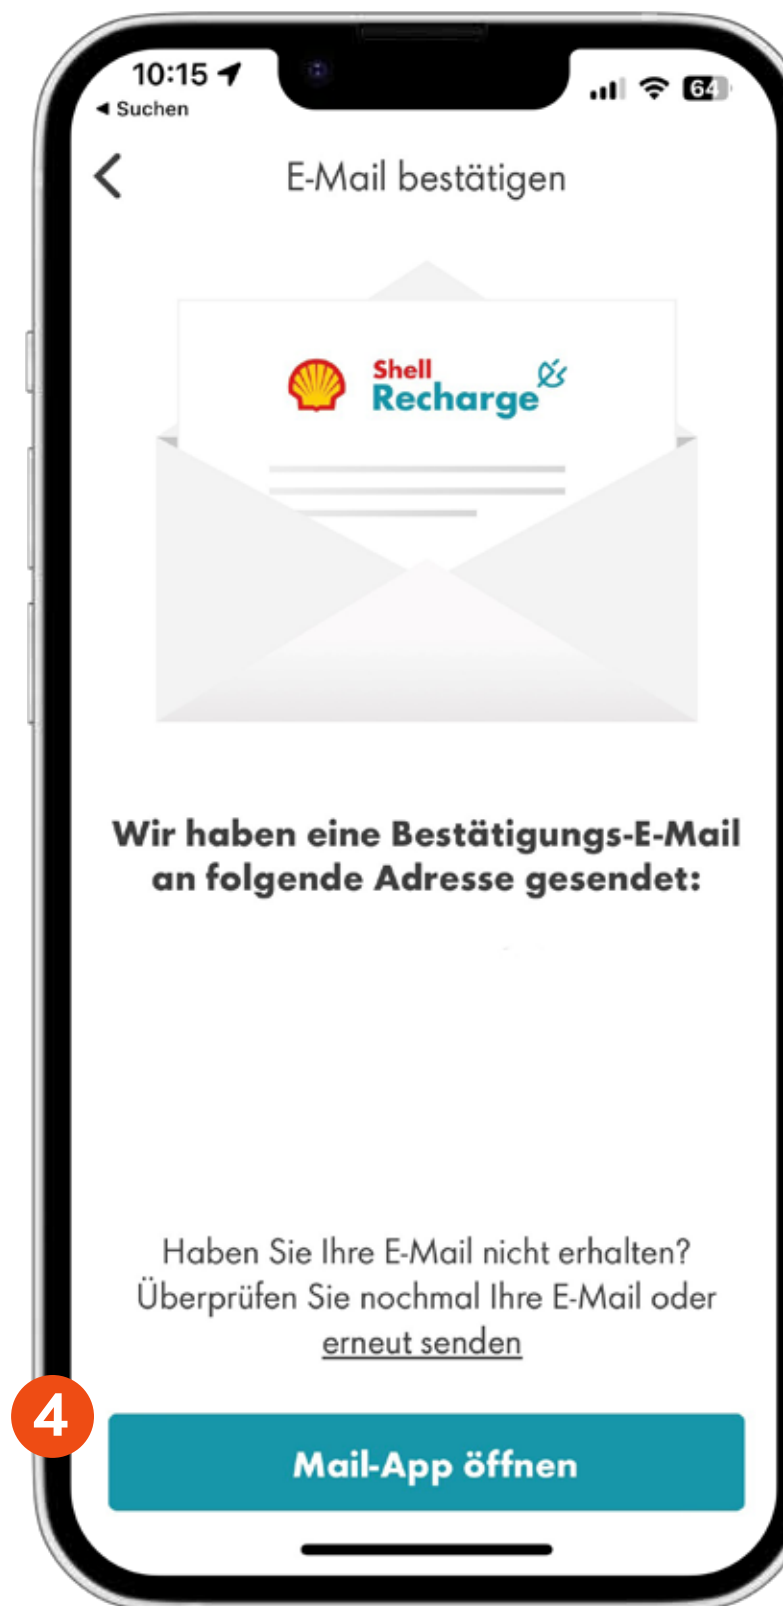 10:15
64
◀ Suchen
E-Mail bestätigen
Shell
Recharge
Wir haben eine Bestätigungs-E-Mail
an folgende Adresse gesendet:
Haben Sie Ihre E-Mail nicht erhalten?
Überprüfen Sie nochmal Ihre E-Mail oder
erneut senden
4
Mail-App öffnen